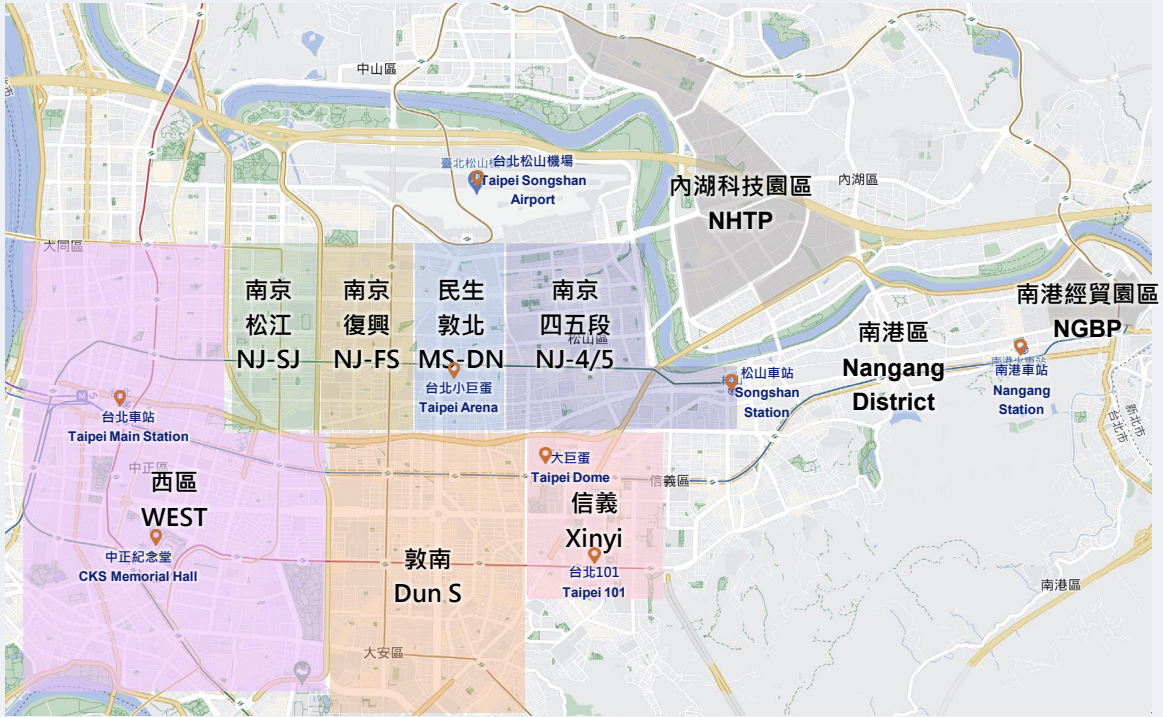 中山區
臺北松山機
台北松山機場
Taipei Songshan
Airport
內湖科技園區
NHTP
內湖區
大同區
南京
松江
NJ-SJ
南京
復興
NJ-FS
民生
敦北
MS-DN
南京
四五段
NJ-4/5
松山區
台北小巨蛋
Taipei Arena
松山車站
Songshan
Station
南港區
Nangang
District
南港經貿園區
NGBP
南港車站
Nangang
Station
新北市
台北市
台北車站
Taipei Main Station
中正區
西區
WEST
中正紀念堂
CKS Memorial Hall
大巨蛋
Taipei Dome
信義區
信義
Xinyi
台北101
Taipei 101
敦南
Dun S
大安區
南港區